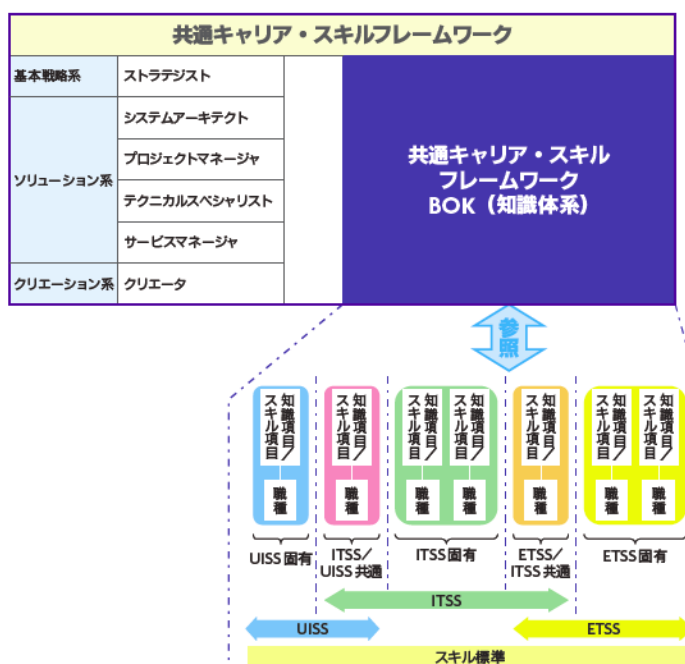 共通キャリア・スキルフレームワーク
基本戦略系
ストラテジスト
ソリューション系
システムアーキテクト
プロジェクトマネージャ
テクニカルスペシャリスト
サービスマネージャ
クリエーション系
クリエータ
共通キャリア・スキル
フレームワーク
BOK（知識体系）
参照
知識項目／
スキル項目
職種
知識項目／
スキル項目
職種
知識項目／
スキル項目
職種
知識項目／
スキル項目
職種
知識項目／
スキル項目
職種
知識項目／
スキル項目
職種
知識項目／
スキル項目
職種
UISS固有
ITSS／
UISS共通
ITSS固有
ETSS／
ITSS共通
ETSS固有
ITSS
UISS
ETSS
スキル標準